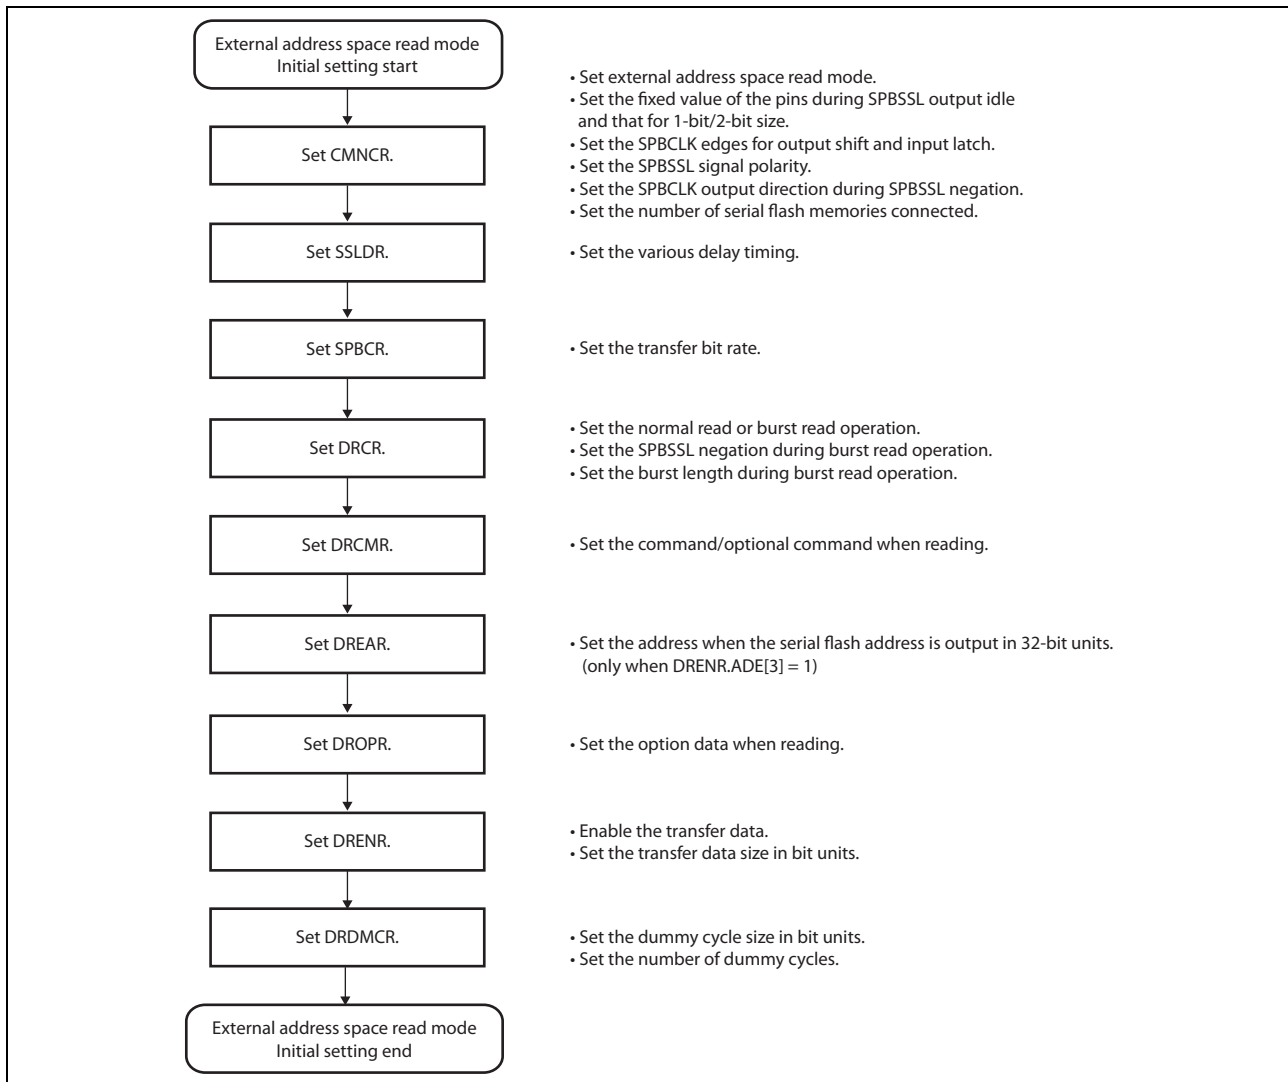 External address space read mode
Initial setting start
• Set external address space read mode.
• Set the fixed value of the pins during SPBSSL output idle
and that for 1-bit/2-bit size.
• Set the SPBCLK edges for output shift and input latch.
• Set the SPBSSL signal polarity.
• Set the SPBCLK output direction during SPBSSL negation.
• Set the number of serial flash memories connected.
Set CMNCR.
Set SSLDR.
• Set the various delay timing.
Set SPBCR.
• Set the transfer bit rate.
Set DRCR.
• Set the normal read or burst read operation.
• Set the SPBSSL negation during burst read operation.
• Set the burst length during burst read operation.
Set DRCMR.
• Set the command/optional command when reading.
Set DREAR.
• Set the address when the serial flash address is output in 32-bit units.
(only when DRENR.ADE[3] = 1)
Set DROPR.
• Set the option data when reading.
Set DRENR.
• Enable the transfer data.
• Set the transfer data size in bit units.
Set DRDMCR.
• Set the dummy cycle size in bit units.
• Set the number of dummy cycles.
External address space read mode
Initial setting end